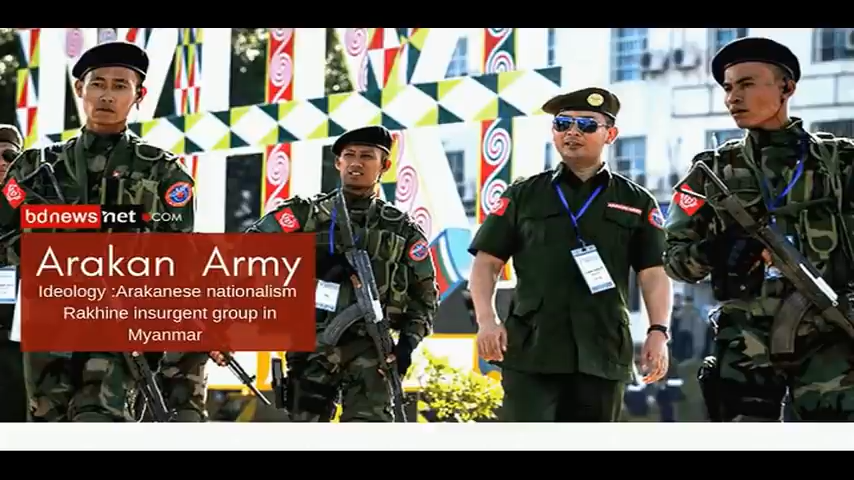 bdnews net .COM
Arakan Army
Ideology :Arakanese nationalism
Rakhine insurgent group in
Myanmar